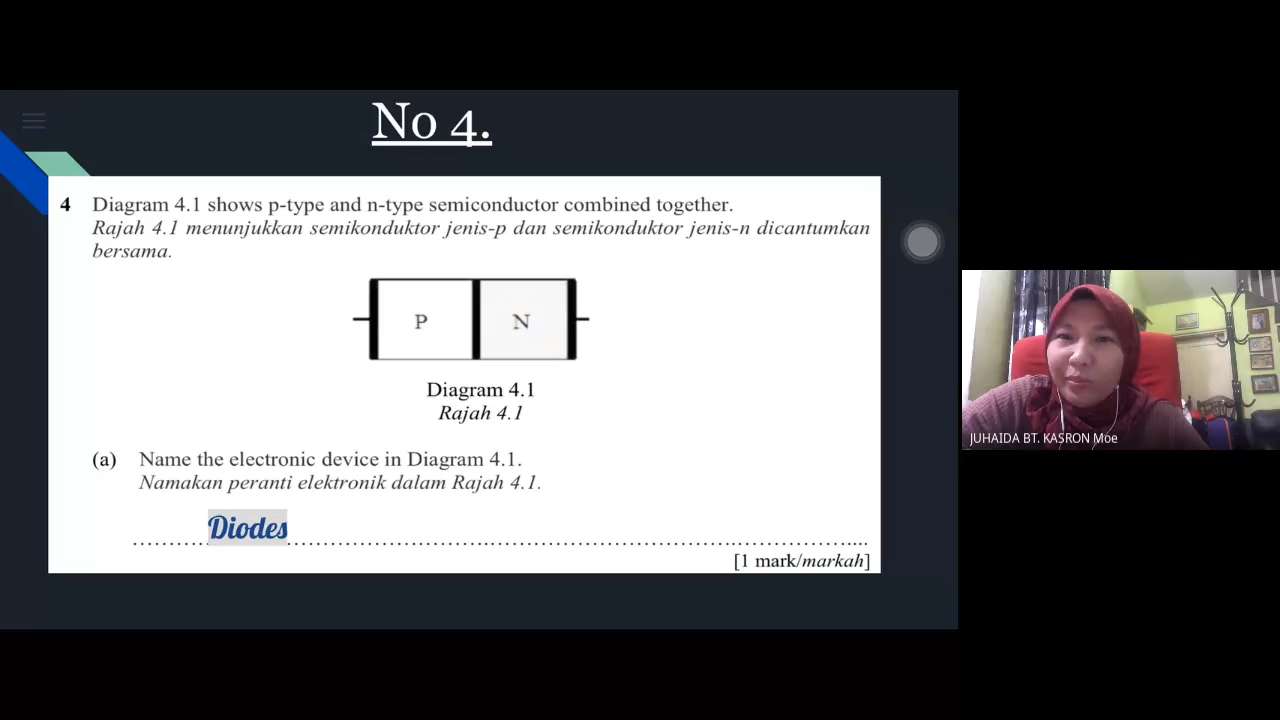 No 4.
4 Diagram 4.1 shows p-type and n-type semiconductor combined together.
Rajah 4.1 menunjukkan semikonduktor jenis-p dan semikonduktor jenis-n dicantumkan
bersama.
P N
Diagram 4.1
Rajah 4.1
(a) Name the electronic device in Diagram 4.1.
Namakan peranti elektronik dalam Rajah 4.1.
Diodes
[1 mark/markah]
JUHAIDA BT. KASRON Moe